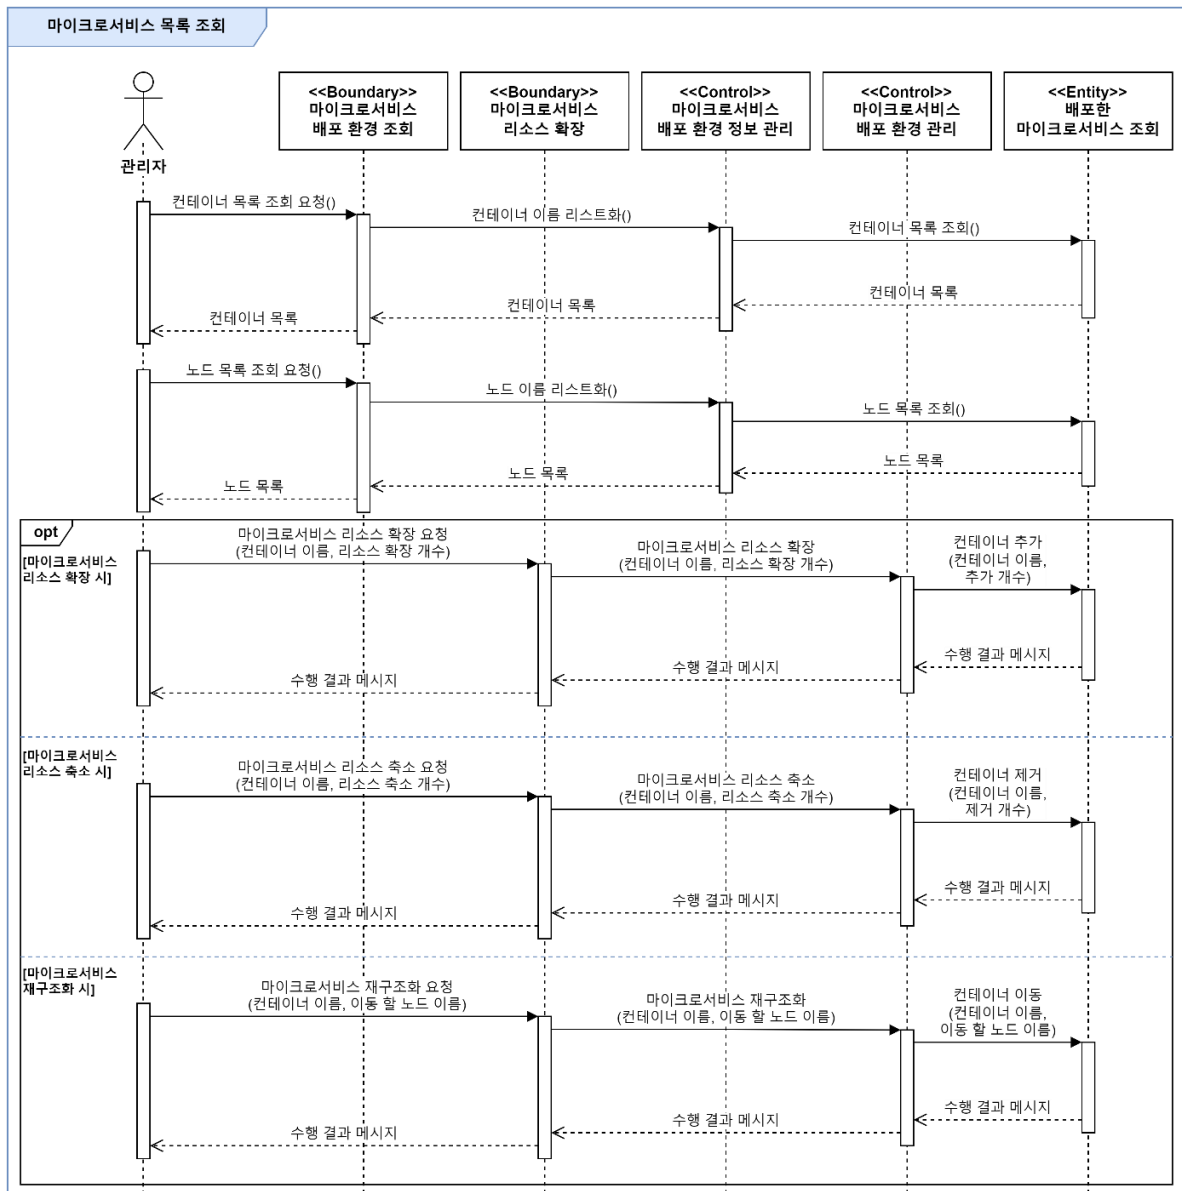 마이크로서비스 목록 조회
관리자
<<Boundary>>
마이크로서비스
배포 환경 조회
<<Boundary>>
마이크로서비스
리소스 확장
<<Control>>
마이크로서비스
배포 환경 정보 관리
<<Control>>
마이크로서비스
배포 환경 관리
<<Entity>>
배포한
마이크로서비스 조회
컨테이너 목록 조회 요청()
컨테이너 이름 리스트화()
컨테이너 목록 조회()
컨테이너 목록
컨테이너 목록
컨테이너 목록
노드 목록 조회 요청()
노드 이름 리스트화()
노드 목록 조회()
노드 목록
노드 목록
노드 목록
opt
[마이크로서비스
리소스 확장 시]
마이크로서비스 리소스 확장 요청
(컨테이너 이름, 리소스 확장 개수)
마이크로서비스 리소스 확장
(컨테이너 이름, 리소스 확장 개수)
컨테이너 추가
(컨테이너 이름,
추가 개수)
수행 결과 메시지
수행 결과 메시지
수행 결과 메시지
[마이크로서비스
리소스 축소 시]
마이크로서비스 리소스 축소 요청
(컨테이너 이름, 리소스 축소 개수)
마이크로서비스 리소스 축소
(컨테이너 이름, 리소스 축소 개수)
컨테이너 제거
(컨테이너 이름,
제거 개수)
수행 결과 메시지
수행 결과 메시지
수행 결과 메시지
[마이크로서비스
재구조화 시]
마이크로서비스 재구조화 요청
(컨테이너 이름, 이동 할 노드 이름)
마이크로서비스 재구조화
(컨테이너 이름, 이동 할 노드 이름)
컨테이너 이동
(컨테이너 이름,
이동 할 노드 이름)
수행 결과 메시지
수행 결과 메시지
수행 결과 메시지